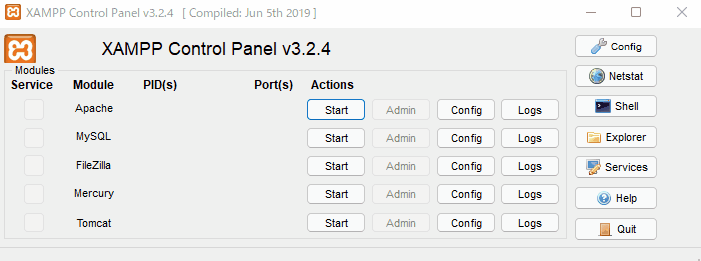 XAMPP Control Panel v3.2.4 [ Compiled: Jun 5th 2019 ]
XAMPP Control Panel v3.2.4
Config
Modules
Service Module PID(s) Port(s) Actions
Netstat
Apache Start Admin Config Logs
Shell
MySQL Start Admin Config Logs
Explorer
FileZilla Start Admin Config Logs
Services
Mercury Start Admin Config Logs
Help
Tomcat Start Admin Config Logs
Quit